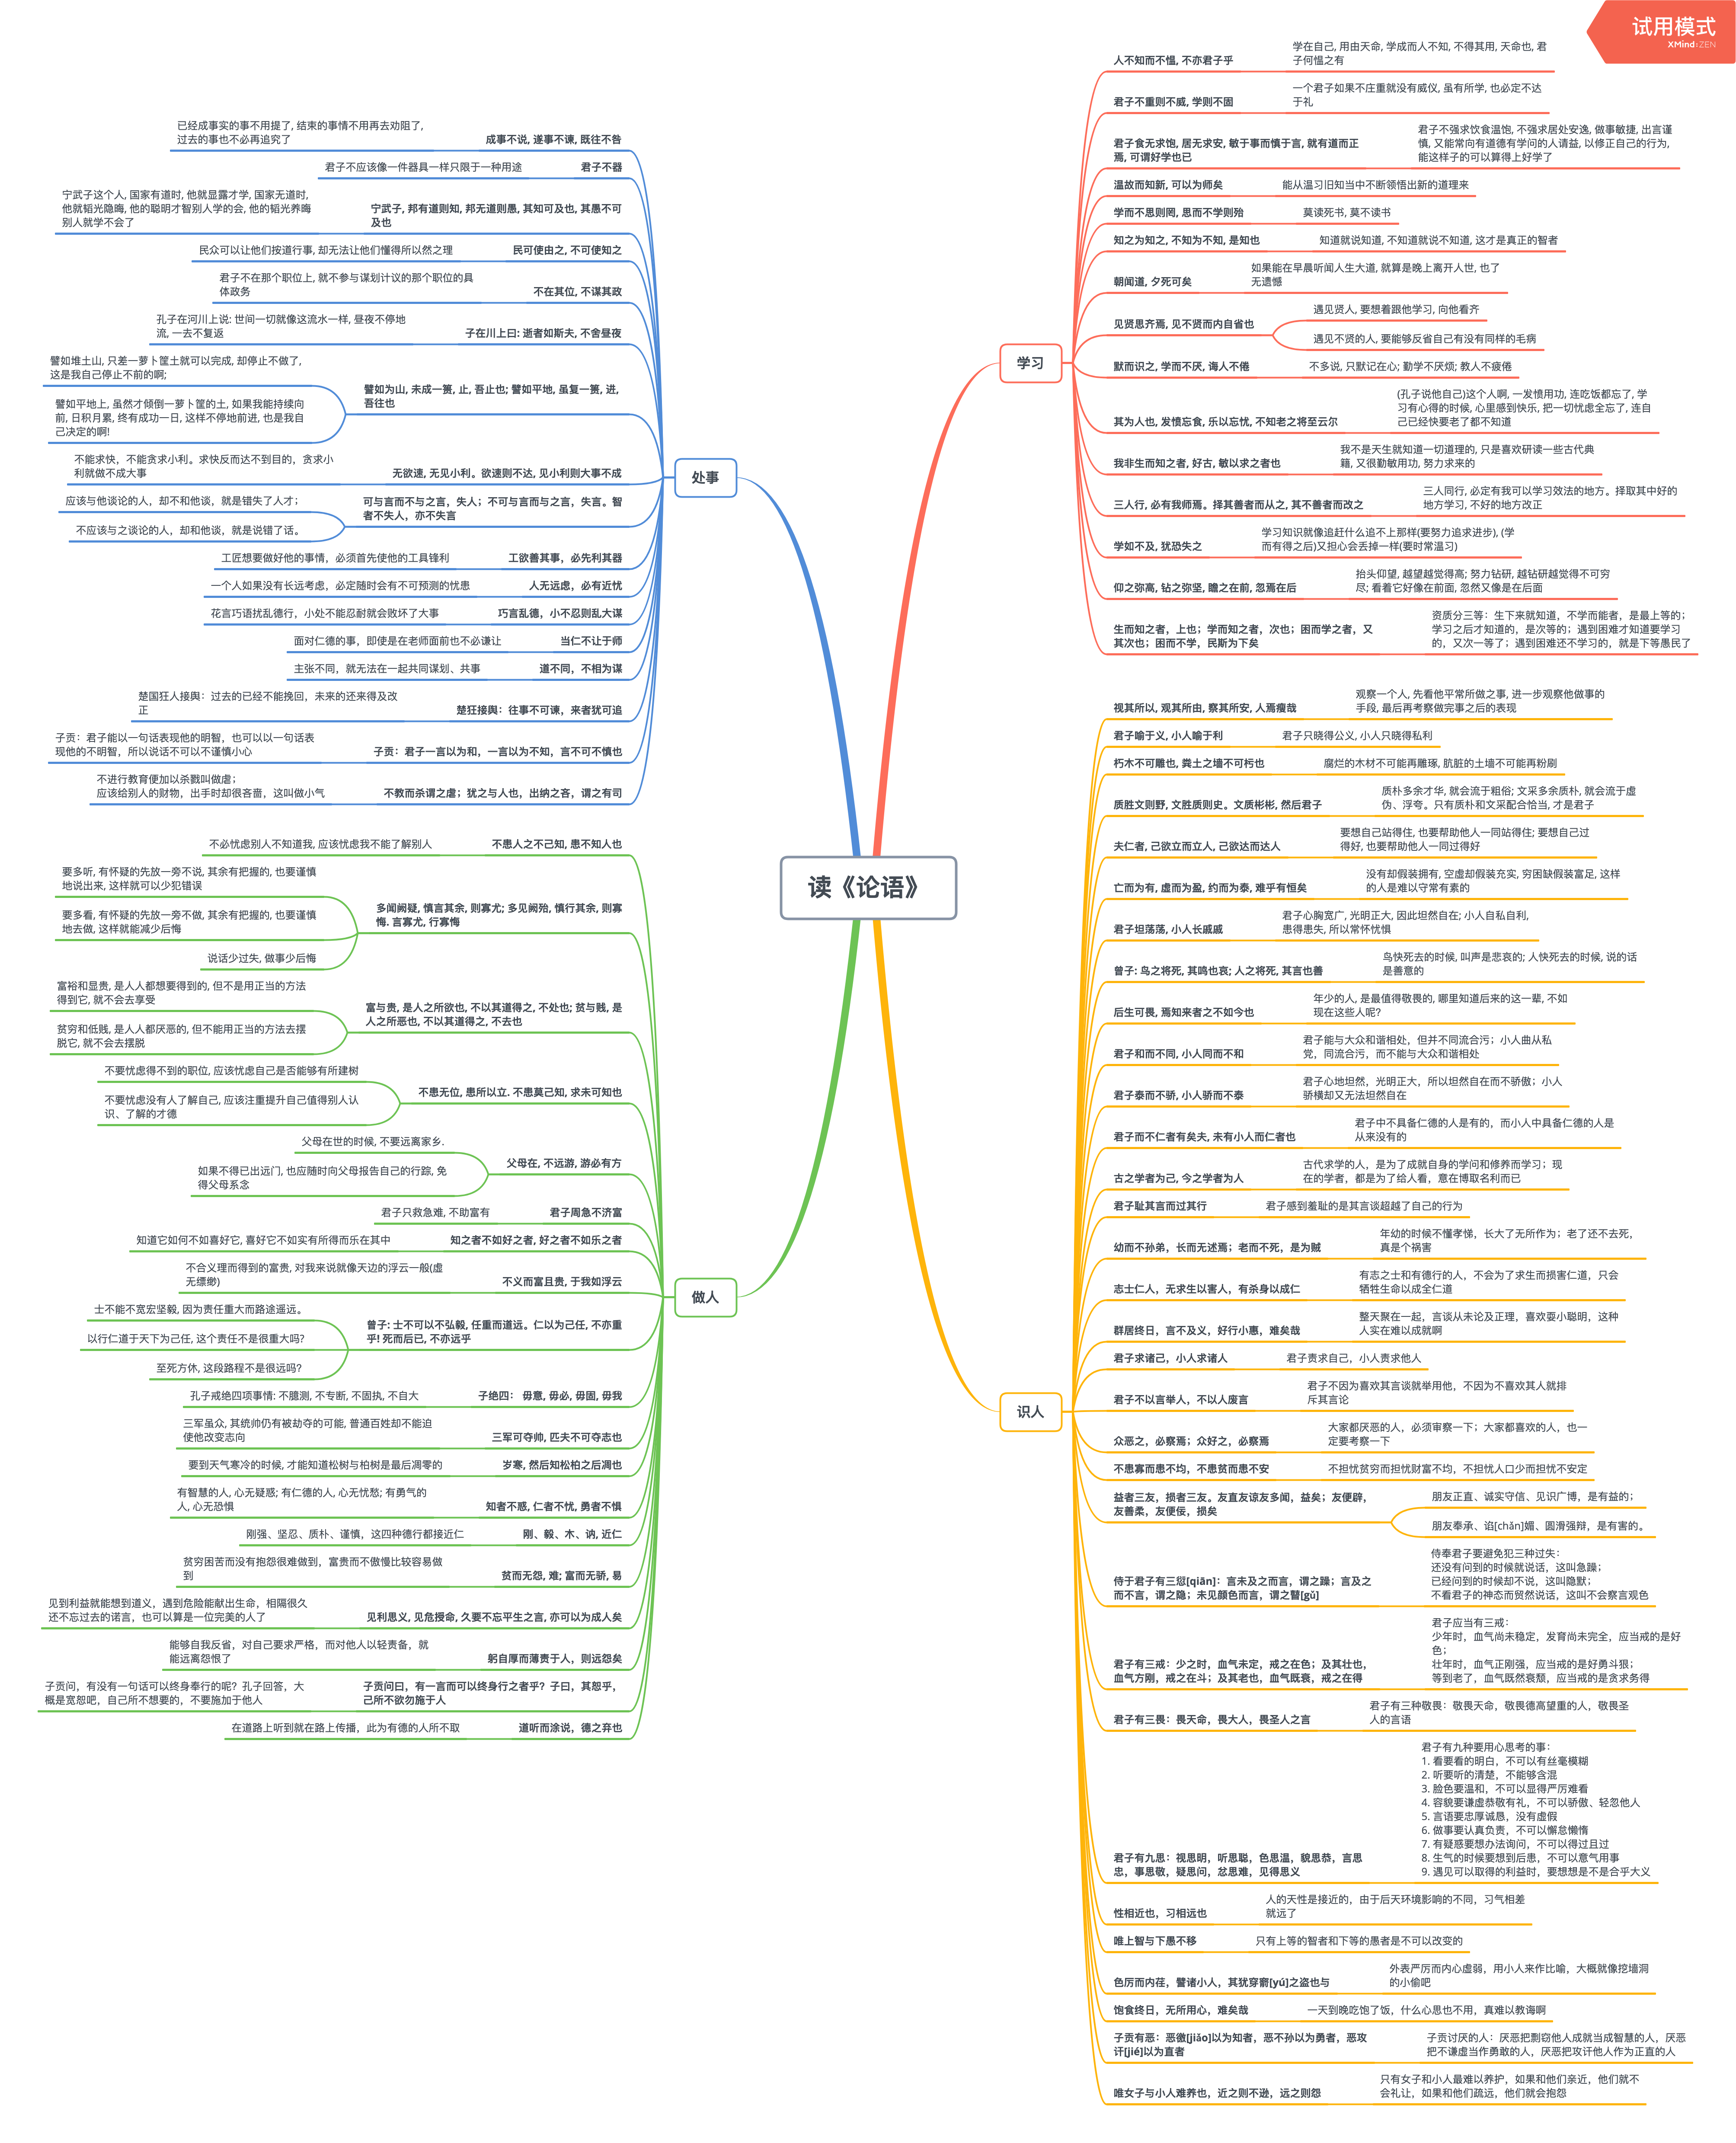 试用模式
XMind:ZEN
读《论语》
学习
人不知而不愠, 不亦君子乎
学在自己, 用由天命, 学成而人不知, 不得其用, 天命也, 君
子何愠之有
君子不重则不威, 学则不固
一个君子如果不庄重就没有威仪, 虽有所学, 也必定不达
于礼
君子食无求饱, 居无求安, 敏于事而慎于言, 就有道而正
焉, 可谓好学也已
君子不强求饮食温饱, 不强求居处安逸, 做事敏捷, 出言谨
慎, 又能常向有道德有学问的人请益, 以修正自己的行为,
能这样子的可以算得上好学了
温故而知新, 可以为师矣
能从温习旧知当中不断领悟出新的道理来
学而不思则罔, 思而不学则殆
莫读死书, 莫不读书
知之为知之, 不知为不知, 是知也
知道就说知道, 不知道就说不知道, 这才是真正的智者
朝闻道, 夕死可矣
如果能在早晨听闻人生大道, 就算是晚上离开人世, 也了
无遗憾
见贤思齐焉, 见不贤而内自省也
遇见贤人, 要想着跟他学习, 向他看齐
遇见不贤的人, 要能够反省自己有没有同样的毛病
默而识之, 学而不厌, 诲人不倦
不多说, 只默记在心; 勤学不厌烦; 教人不疲倦
其为人也, 发愤忘食, 乐以忘忧, 不知老之将至云尔
(孔子说他自己)这个人啊, 一发愤用功, 连吃饭都忘了, 学
习有心得的时候, 心里感到快乐, 把一切忧虑全忘了, 连自
己已经快要老了都不知道
我非生而知之者, 好古, 敏以求之者也
我不是天生就知道一切道理的, 只是喜欢研读一些古代典
籍, 又很勤敏用功, 努力求来的
三人行, 必有我师焉。择其善者而从之, 其不善者而改之
三人同行, 必定有我可以学习效法的地方。择取其中好的
地方学习, 不好的地方改正
学如不及, 犹恐失之
学习知识就像追赶什么追不上那样(要努力追求进步), (学
而有得之后)又担心会丢掉一样(要时常温习)
仰之弥高, 钻之弥坚, 瞻之在前, 忽焉在后
抬头仰望, 越望越觉得高; 努力钻研, 越钻研越觉得不可穷
尽; 看着它好像在前面, 忽然又像是在后面
生而知之者，上也；学而知之者，次也；困而学之者，又
其次也；困而不学，民斯为下矣
资质分三等：生下来就知道，不学而能者，是最上等的；
学习之后才知道的，是次等的；遇到困难才知道要学习
的，又次一等了；遇到困难还不学习的，就是下等愚民了
识人
视其所以, 观其所由, 察其所安, 人焉瘦哉
观察一个人, 先看他平常所做之事, 进一步观察他做事的
手段, 最后再考察做完事之后的表现
君子喻于义, 小人喻于利
君子只晓得公义, 小人只晓得私利
朽木不可雕也, 粪土之墙不可杇也
腐烂的木材不可能再雕琢, 肮脏的土墙不可能再粉刷
质胜文则野, 文胜质则史。文质彬彬, 然后君子
质朴多余才华, 就会流于粗俗; 文采多余质朴, 就会流于虚
伪、浮夸。只有质朴和文采配合恰当, 才是君子
夫仁者, 己欲立而立人, 己欲达而达人
要想自己站得住, 也要帮助他人一同站得住; 要想自己过
得好, 也要帮助他人一同过得好
亡而为有, 虚而为盈, 约而为泰, 难乎有恒矣
没有却假装拥有, 空虚却假装充实, 穷困缺假装富足, 这样
的人是难以守常有素的
君子坦荡荡, 小人长戚戚
君子心胸宽广, 光明正大, 因此坦然自在; 小人自私自利,
患得患失, 所以常怀忧惧
曾子: 鸟之将死, 其鸣也哀; 人之将死, 其言也善
鸟快死去的时候, 叫声是悲哀的; 人快死去的时候, 说的话
是善意的
后生可畏, 焉知来者之不如今也
年少的人, 是最值得敬畏的, 哪里知道后来的这一辈, 不如
现在这些人呢?
君子和而不同, 小人同而不和
君子能与大众和谐相处，但并不同流合污；小人曲从私
党，同流合污，而不能与大众和谐相处
君子泰而不骄, 小人骄而不泰
君子心地坦然，光明正大，所以坦然自在而不骄傲；小人
骄横却又无法坦然自在
君子而不仁者有矣夫, 未有小人而仁者也
君子中不具备仁德的人是有的，而小人中具备仁德的人是
从来没有的
古之学者为己, 今之学者为人
古代求学的人，是为了成就自身的学问和修养而学习；现
在的学者，都是为了给人看，意在博取名利而已
君子耻其言而过其行
君子感到羞耻的是其言谈超越了自己的行为
幼而不孙弟，长而无述焉；老而不死，是为贼
年幼的时候不懂孝悌，长大了无所作为；老了还不去死，
真是个祸害
志士仁人，无求生以害人，有杀身以成仁
有志之士和有德行的人，不会为了求生而损害仁道，只会
牺牲生命以成全仁道
群居终日，言不及义，好行小惠，难矣哉
整天聚在一起，言谈从未论及正理，喜欢耍小聪明，这种
人实在难以成就啊
君子求诸己，小人求诸人
君子责求自己，小人责求他人
君子不以言举人，不以人废言
君子不因为喜欢其言谈就举用他，不因为不喜欢其人就排
斥其言论
众恶之，必察焉；众好之，必察焉
大家都厌恶的人，必须审察一下；大家都喜欢的人，也一
定要考察一下
不患寡而患不均，不患贫而患不安
不担忧贫穷而担忧财富不均，不担忧人口少而担忧不安定
益者三友，损者三友。友直友谅友多闻，益矣；友便辟，
友善柔，友便佞，损矣
朋友正直、诚实守信、见识广博，是有益的；
朋友奉承、谄[chǎn]媚、圆滑强辩，是有害的。
侍于君子有三愆[qiān]：言未及之而言，谓之躁；言及之
而不言，谓之隐；未见颜色而言，谓之瞽[gǔ]
侍奉君子要避免犯三种过失：
还没有问到的时候就说话，这叫急躁；
已经问到的时候却不说，这叫隐默；
不看君子的神态而贸然说话，这叫不会察言观色
君子有三戒：少之时，血气未定，戒之在色；及其壮也，
血气方刚，戒之在斗；及其老也，血气既衰，戒之在得
君子应当有三戒：
少年时，血气尚未稳定，发育尚未完全，应当戒的是好
色；
壮年时，血气正刚强，应当戒的是好勇斗狠；
等到老了，血气既然衰颓，应当戒的是贪求务得
君子有三畏：畏天命，畏大人，畏圣人之言
君子有三种敬畏：敬畏天命，敬畏德高望重的人，敬畏圣
人的言语
君子有九思：视思明，听思聪，色思温，貌思恭，言思
忠，事思敬，疑思问，忿思难，见得思义
君子有九种要用心思考的事：
1. 看要看的明白，不可以有丝毫模糊
2. 听要听的清楚，不能够含混
3. 脸色要温和，不可以显得严厉难看
4. 容貌要谦虚恭敬有礼，不可以骄傲、轻忽他人
5. 言语要忠厚诚恳，没有虚假
6. 做事要认真负责，不可以懈怠懒惰
7. 有疑惑要想办法询问，不可以得过且过
8. 生气的时候要想到后患，不可以意气用事
9. 遇见可以取得的利益时，要想想是不是合乎大义
性相近也，习相远也
人的天性是接近的，由于后天环境影响的不同，习气相差
就远了
唯上智与下愚不移
只有上等的智者和下等的愚者是不可以改变的
色厉而内荏，譬诸小人，其犹穿窬[yú]之盗也与
外表严厉而内心虚弱，用小人来作比喻，大概就像挖墙洞
的小偷吧
饱食终日，无所用心，难矣哉
一天到晚吃饱了饭，什么心思也不用，真难以教诲啊
子贡有恶：恶徼[jiǎo]以为知者，恶不孙以为勇者，恶攻
讦[jié]以为直者
子贡讨厌的人：厌恶把剽窃他人成就当成智慧的人，厌恶
把不谦虚当作勇敢的人，厌恶把攻讦他人作为正直的人
唯女子与小人难养也，近之则不逊，远之则怨
只有女子和小人最难以养护，如果和他们亲近，他们就不
会礼让，如果和他们疏远，他们就会抱怨
处事
成事不说, 遂事不谏, 既往不咎
已经成事实的事不用提了, 结束的事情不用再去劝阻了,
过去的事也不必再追究了
君子不器
君子不应该像一件器具一样只限于一种用途
宁武子, 邦有道则知, 邦无道则愚, 其知可及也, 其愚不可
及也
宁武子这个人, 国家有道时, 他就显露才学, 国家无道时,
他就韬光隐晦, 他的聪明才智别人学的会, 他的韬光养晦
别人就学不会了
民可使由之, 不可使知之
民众可以让他们按道行事, 却无法让他们懂得所以然之理
不在其位, 不谋其政
君子不在那个职位上, 就不参与谋划计议的那个职位的具
体政务
子在川上曰: 逝者如斯夫, 不舍昼夜
孔子在河川上说: 世间一切就像这流水一样, 昼夜不停地
流, 一去不复返
譬如为山, 未成一篑, 止, 吾止也; 譬如平地, 虽复一篑, 进,
吾往也
譬如堆土山, 只差一萝卜筐土就可以完成, 却停止不做了,
这是我自己停止不前的啊;
譬如平地上, 虽然才倾倒一萝卜筐的土, 如果我能持续向
前, 日积月累, 终有成功一日, 这样不停地前进, 也是我自
己决定的啊!
无欲速, 无见小利。欲速则不达, 见小利则大事不成
不能求快，不能贪求小利。求快反而达不到目的，贪求小
利就做不成大事
可与言而不与之言，失人；不可与言而与之言，失言。智
者不失人，亦不失言
应该与他谈论的人，却不和他谈，就是错失了人才；
不应该与之谈论的人，却和他谈，就是说错了话。
工欲善其事，必先利其器
工匠想要做好他的事情，必须首先使他的工具锋利
人无远虑，必有近忧
一个人如果没有长远考虑，必定随时会有不可预测的忧患
巧言乱德，小不忍则乱大谋
花言巧语扰乱德行，小处不能忍耐就会败坏了大事
当仁不让于师
面对仁德的事，即使是在老师面前也不必谦让
道不同，不相为谋
主张不同，就无法在一起共同谋划、共事
楚狂接舆：往事不可谏，来者犹可追
楚国狂人接舆：过去的已经不能挽回，未来的还来得及改
正
子贡：君子一言以为和，一言以为不知，言不可不慎也
子贡：君子能以一句话表现他的明智，也可以以一句话表
现他的不明智，所以说话不可以不谨慎小心
不教而杀谓之虐；犹之与人也，出纳之吝，谓之有司
不进行教育便加以杀戮叫做虐；
应该给别人的财物，出手时却很吝啬，这叫做小气
做人
不患人之不己知, 患不知人也
不必忧虑别人不知道我, 应该忧虑我不能了解别人
多闻阙疑, 慎言其余, 则寡尤; 多见阙殆, 慎行其余, 则寡
悔. 言寡尤, 行寡悔
要多听, 有怀疑的先放一旁不说, 其余有把握的, 也要谨慎
地说出来, 这样就可以少犯错误
要多看, 有怀疑的先放一旁不做, 其余有把握的, 也要谨慎
地去做, 这样就能减少后悔
说话少过失, 做事少后悔
富与贵, 是人之所欲也, 不以其道得之, 不处也; 贫与贱, 是
人之所恶也, 不以其道得之, 不去也
富裕和显贵, 是人人都想要得到的, 但不是用正当的方法
得到它, 就不会去享受
贫穷和低贱, 是人人都厌恶的, 但不能用正当的方法去摆
脱它, 就不会去摆脱
不患无位, 患所以立. 不患莫己知, 求未可知也
不要忧虑得不到的职位, 应该忧虑自己是否能够有所建树
不要忧虑没有人了解自己, 应该注重提升自己值得别人认
识、了解的才德
父母在, 不远游, 游必有方
父母在世的时候, 不要远离家乡.
如果不得已出远门, 也应随时向父母报告自己的行踪, 免
得父母系念
君子周急不济富
君子只救急难, 不助富有
知之者不如好之者, 好之者不如乐之者
知道它如何不如喜好它, 喜好它不如实有所得而乐在其中
不义而富且贵, 于我如浮云
不合义理而得到的富贵, 对我来说就像天边的浮云一般(虚
无缥缈)
曾子: 士不可以不弘毅, 任重而道远。仁以为己任, 不亦重
乎! 死而后已, 不亦远乎
士不能不宽宏坚毅, 因为责任重大而路途遥远。
以行仁道于天下为己任, 这个责任不是很重大吗?
至死方休, 这段路程不是很远吗?
子绝四： 毋意, 毋必, 毋固, 毋我
孔子戒绝四项事情: 不臆测, 不专断, 不固执, 不自大
三军可夺帅, 匹夫不可夺志也
三军虽众, 其统帅仍有被劫夺的可能, 普通百姓却不能迫
使他改变志向
岁寒, 然后知松柏之后凋也
要到天气寒冷的时候, 才能知道松树与柏树是最后凋零的
知者不惑, 仁者不忧, 勇者不惧
有智慧的人, 心无疑惑; 有仁德的人, 心无忧愁; 有勇气的
人, 心无恐惧
刚、毅、木、讷, 近仁
刚强、坚忍、质朴、谨慎，这四种德行都接近仁
贫而无怨, 难; 富而无骄, 易
贫穷困苦而没有抱怨很难做到，富贵而不傲慢比较容易做
到
见利思义, 见危授命, 久要不忘平生之言, 亦可以为成人矣
见到利益就能想到道义，遇到危险能献出生命，相隔很久
还不忘过去的诺言，也可以算是一位完美的人了
躬自厚而薄责于人，则远怨矣
能够自我反省，对自己要求严格，而对他人以轻责备，就
能远离怨恨了
子贡问曰，有一言而可以终身行之者乎？子曰，其恕乎，
己所不欲勿施于人
子贡问，有没有一句话可以终身奉行的呢？孔子回答，大
概是宽恕吧，自己所不想要的，不要施加于他人
道听而涂说，德之弃也
在道路上听到就在路上传播，此为有德的人所不取